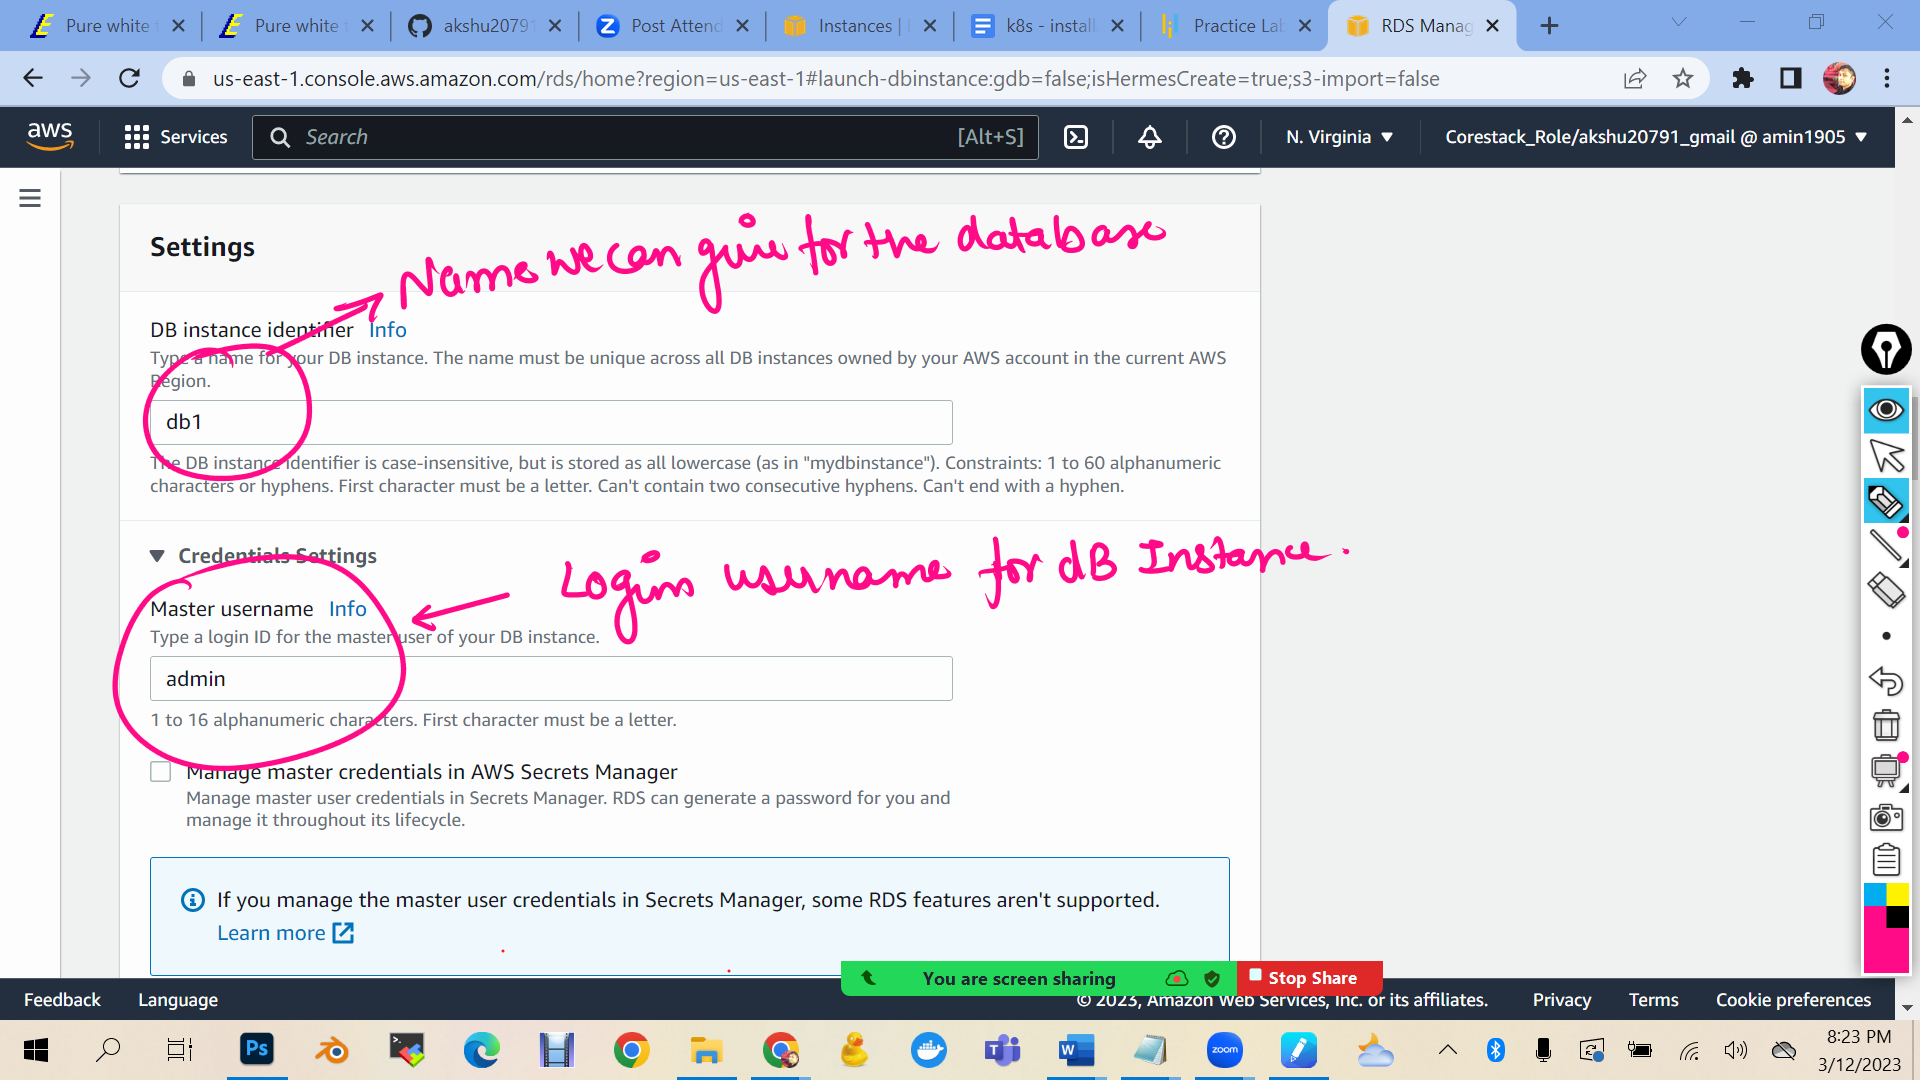 Pure white
Pure white
akshu20791
Post Attend
Instances |
k8s - install
Practice Lab
RDS Manag
us-east-1.console.aws.amazon.com/rds/home?region=us-east-1#launch-dbinstance:gdb=false;isHermesCreate=true;s3-import=false
aws
Services
Search
[Alt+S]
N. Virginia
Corestack_Role/akshu20791_gmail @ amin1905
Settings
Name we can give for the database
DB instance identifier Info
Type a name for your DB instance. The name must be unique across all DB instances owned by your AWS account in the current AWS
Region.
db1
The DB instance identifier is case-insensitive, but is stored as all lowercase (as in "mydbinstance"). Constraints: 1 to 60 alphanumeric
characters or hyphens. First character must be a letter. Can't contain two consecutive hyphens. Can't end with a hyphen.
Credentials Settings
Login username for dB Instance.
Master username Info
Type a login ID for the master user of your DB instance.
admin
1 to 16 alphanumeric characters. First character must be a letter.
Manage master credentials in AWS Secrets Manager
Manage master user credentials in Secrets Manager. RDS can generate a password for you and
manage it throughout its lifecycle.
If you manage the master user credentials in Secrets Manager, some RDS features aren't supported.
Learn more
You are screen sharing
Stop Share
Feedback
Language
© 2023, Amazon Web Services, Inc. or its affiliates.
Privacy
Terms
Cookie preferences
Ps
W
zoom
8:23 PM
3/12/2023